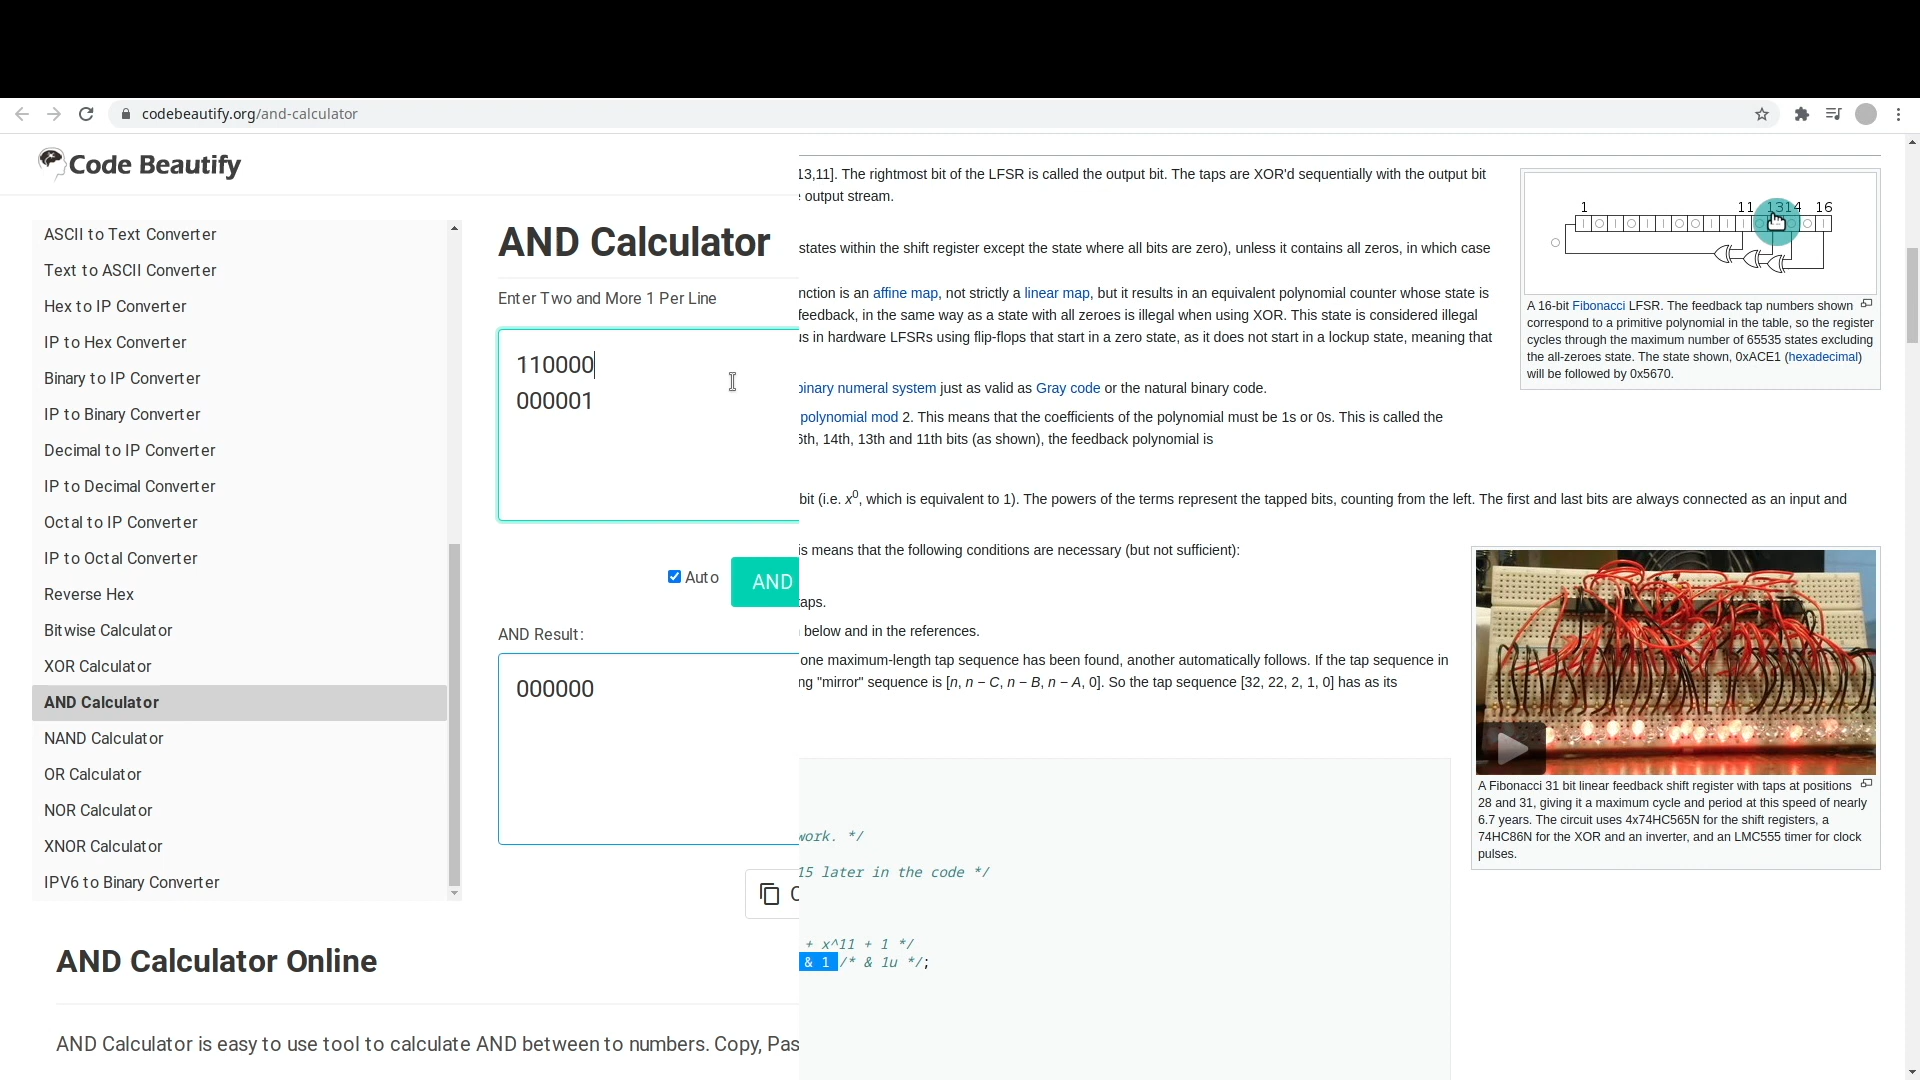 codebeautify.org/and-calculator
Code Beautify
ASCII to Text Converter
Text to ASCII Converter
Hex to IP Converter
IP to Hex Converter
Binary to IP Converter
IP to Binary Converter
Decimal to IP Converter
IP to Decimal Converter
Octal to IP Converter
IP to Octal Converter
Reverse Hex
Bitwise Calculator
XOR Calculator
AND Calculator
NAND Calculator
OR Calculator
NOR Calculator
XNOR Calculator
IPV6 to Binary Converter
AND Calculator
Enter Two and More 1 Per Line
110000
000001
Auto
AND
AND Result:
000000
AND Calculator Online
AND Calculator is easy to use tool to calculate AND between to numbers. Copy, Pas
13,11]. The rightmost bit of the LFSR is called the output bit. The taps are XOR'd sequentially with the output bit
output stream.
states within the shift register except the state where all bits are zero), unless it contains all zeros, in which case
nction is an affine map, not strictly a linear map, but it results in an equivalent polynomial counter whose state is
feedback, in the same way as a state with all zeroes is illegal when using XOR. This state is considered illegal
us in hardware LFSRs using flip-flops that start in a zero state, as it does not start in a lockup state, meaning that
binary numeral system just as valid as Gray code or the natural binary code.
polynomial mod 2. This means that the coefficients of the polynomial must be 1s or 0s. This is called the
6th, 14th, 13th and 11th bits (as shown), the feedback polynomial is
bit (i.e. x⁰, which is equivalent to 1). The powers of the terms represent the tapped bits, counting from the left. The first and last bits are always connected as an input and
is means that the following conditions are necessary (but not sufficient):
taps.
below and in the references.
one maximum-length tap sequence has been found, another automatically follows. If the tap sequence in
ng "mirror" sequence is [n, n − C, n − B, n − A, 0]. So the tap sequence [32, 22, 2, 1, 0] has as its
work. */
15 later in the code */
+ x^11 + 1 */
& 1 /* & 1u */;
1 11 1314 16
A 16-bit Fibonacci LFSR. The feedback tap numbers shown
correspond to a primitive polynomial in the table, so the register
cycles through the maximum number of 65535 states excluding
the all-zeroes state. The state shown, 0xACE1 (hexadecimal)
will be followed by 0x5670.
A Fibonacci 31 bit linear feedback shift register with taps at positions
28 and 31, giving it a maximum cycle and period at this speed of nearly
6.7 years. The circuit uses 4x74HC565N for the shift registers, a
74HC86N for the XOR and an inverter, and an LMC555 timer for clock
pulses.